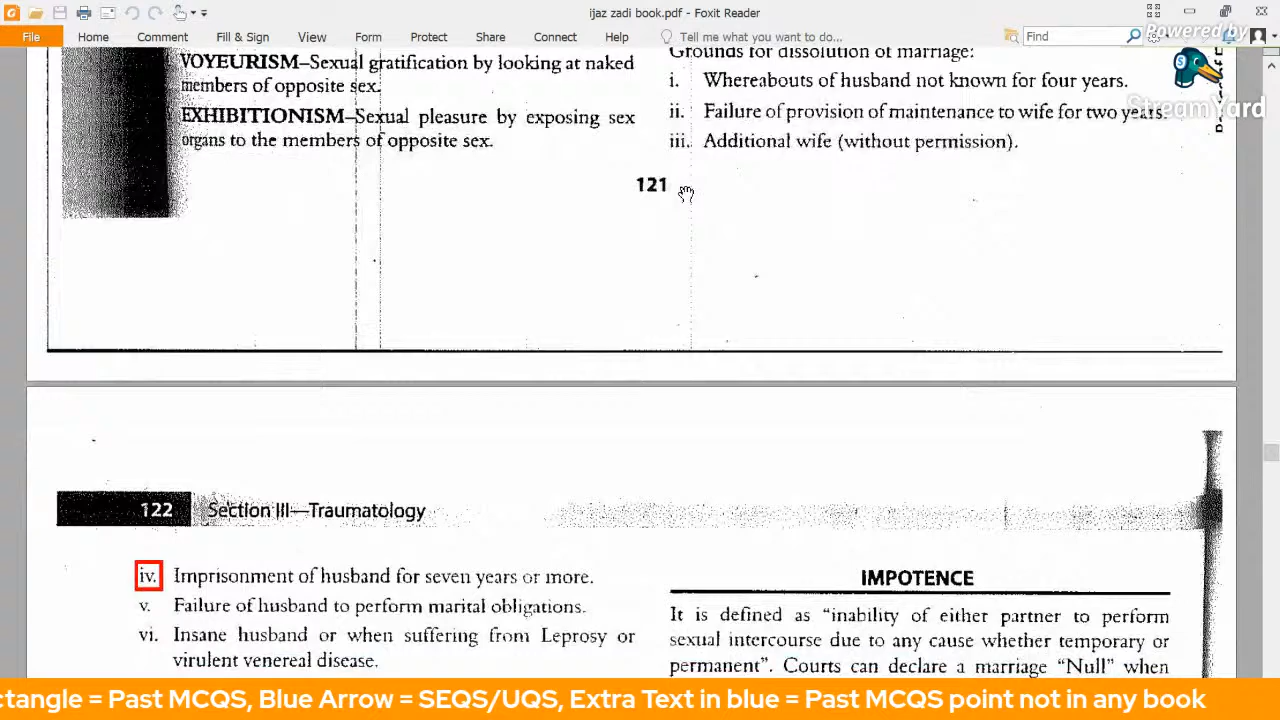 ijaz zadi book.pdf - Foxit Reader
File Home Comment Fill & Sign View Form Protect Share Connect Help Tell me what you want to do... Find
Powered by
StreamYard
VOYEURISM–Sexual gratification by looking at naked
members of opposite sex.
EXHIBITIONISM–Sexual pleasure by exposing sex
organs to the members of opposite sex.
Grounds for dissolution of marriage:
i. Whereabouts of husband not known for four years.
ii. Failure of provision of maintenance to wife for two years.
iii. Additional wife (without permission).
121
122 Section III—Traumatology
iv. Imprisonment of husband for seven years or more.
v. Failure of husband to perform marital obligations.
vi. Insane husband or when suffering from Leprosy or
virulent venereal disease.
IMPOTENCE
It is defined as “inability of either partner to perform
sexual intercourse due to any cause whether temporary or
permanent”. Courts can declare a marriage “Null” when
ctangle = Past MCQS, Blue Arrow = SEQS/UQS, Extra Text in blue = Past MCQS point not in any book